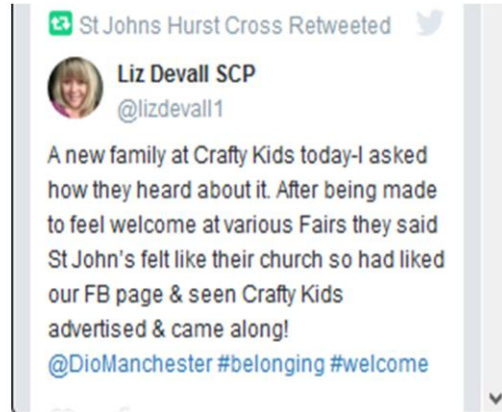 St Johns Hurst Cross Retweeted
Liz Devall SCP
@lizdevall1
A new family at Crafty Kids today-I asked
how they heard about it. After being made
to feel welcome at various Fairs they said
St John's felt like their church so had liked
our FB page & seen Crafty Kids
advertised & came along!
@DioManchester #belonging #welcome